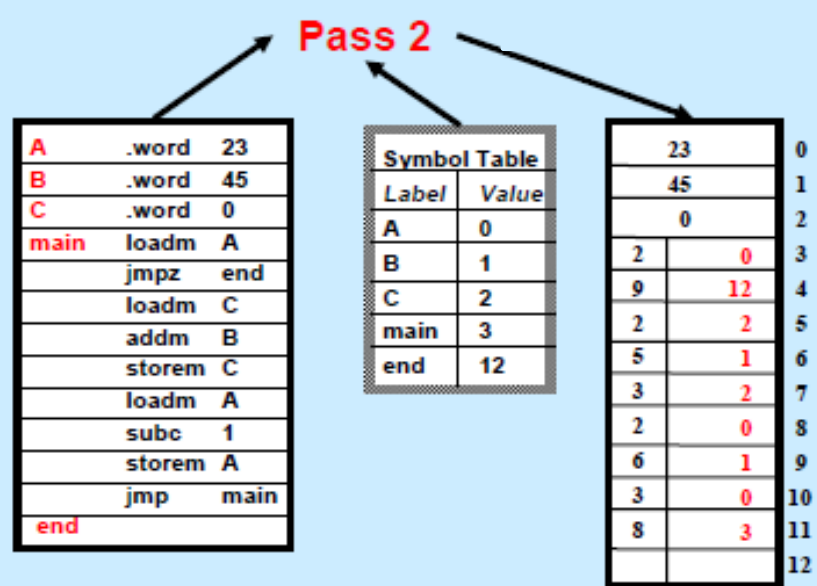 Pass 2
A .word 23
B .word 45
C .word 0
main loadm A
jmpz end
loadm C
addm B
storem C
loadm A
subc 1
storem A
jmp main
end
Symbol Table
Label Value
A 0
B 1
C 2
main 3
end 12
23 0
45 1
0 2
2 0 3
9 12 4
2 2 5
5 1 6
3 2 7
2 0 8
6 1 9
3 0 10
8 3 11
12